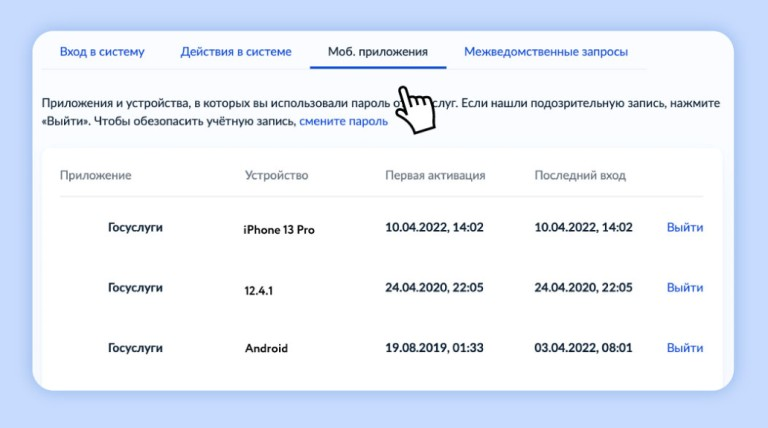 Вход в систему Действия в системе Моб. приложения Межведомственные запросы
Приложения и устройства, в которых вы использовали пароль от слуг. Если нашли подозрительную запись, нажмите
«Выйти». Чтобы обезопасить учётную запись, смените пароль
Приложение Устройство Первая активация Последний вход
Госуслуги iPhone 13 Pro 10.04.2022, 14:02 10.04.2022, 14:02 Выйти
Госуслуги 12.4.1 24.04.2020, 22:05 24.04.2020, 22:05 Выйти
Госуслуги Android 19.08.2019, 01:33 03.04.2022, 08:01 Выйти